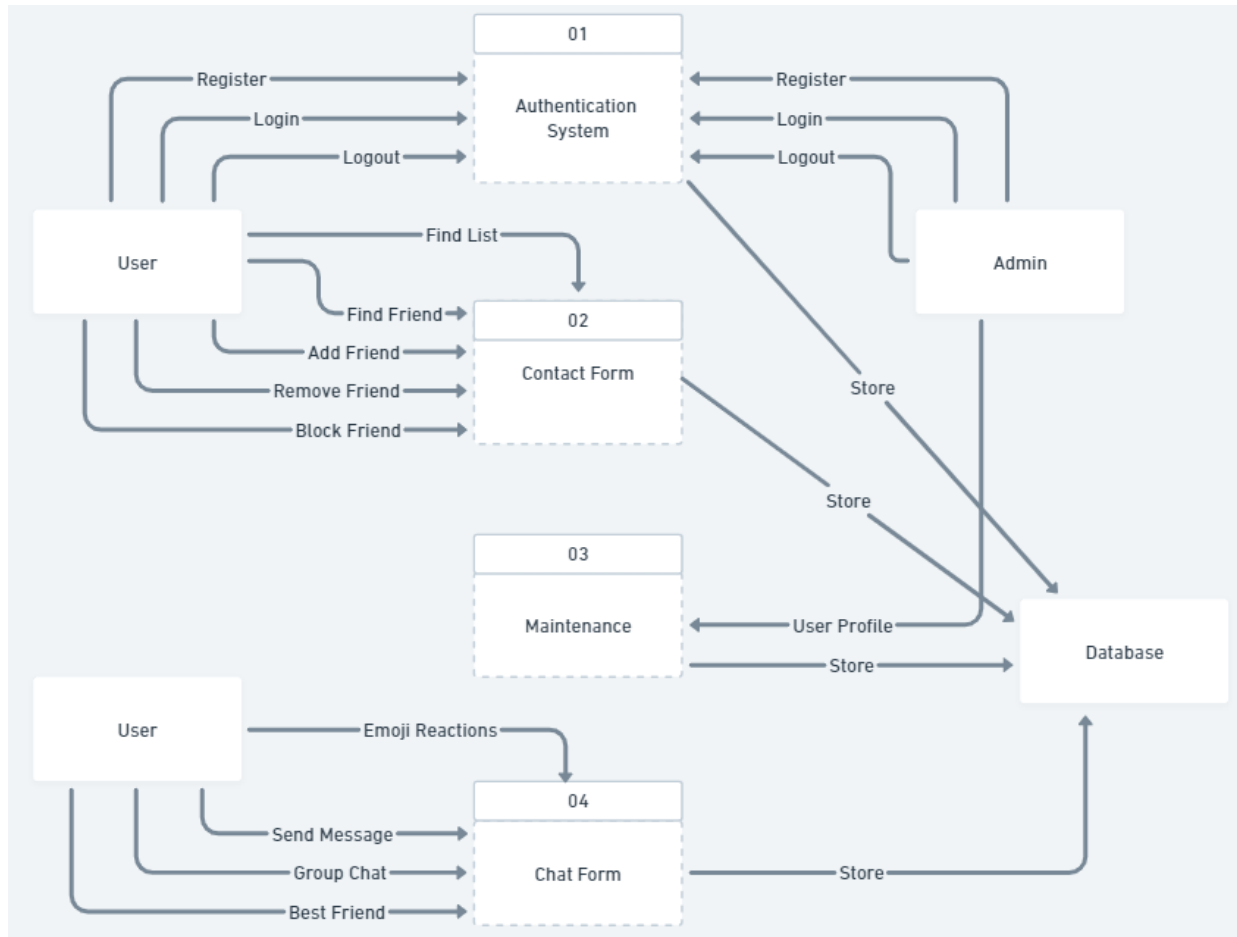 01
Register
Register
Authentication
System
Login
Login
Logout
Logout
User
Find List
Admin
Find Friend
02
Add Friend
Contact Form
Remove Friend
Store
Block Friend
Store
03
Maintenance
User Profile
Database
Store
User
Emoji Reactions
04
Send Message
Group Chat
Chat Form
Store
Best Friend